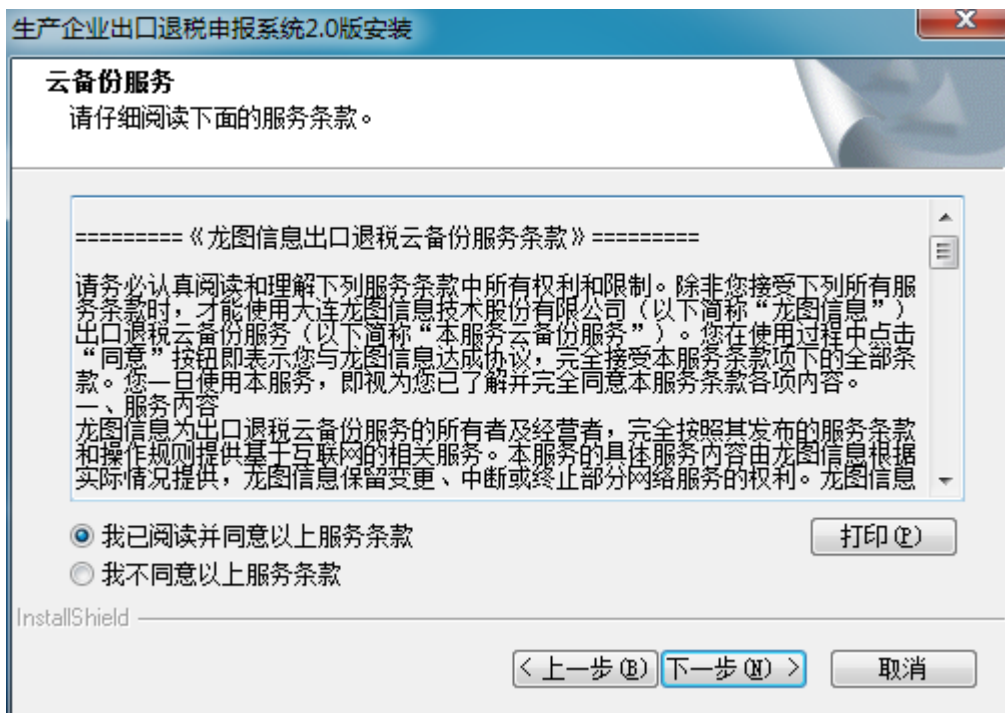 生产企业出口退税申报系统2.0版安装
云备份服务
请仔细阅读下面的服务条款。
=========《龙图信息出口退税云备份服务条款》=========
请务必认真阅读和理解下列服务条款中所有权利和限制。除非您接受下列所有服
务条款时，才能使用大连龙图信息技术股份有限公司（以下简称“龙图信息”）
出口退税云备份服务（以下简称“本服务云备份服务”）。您在使用过程中点击
“同意”按钮即表示您与龙图信息达成协议，完全接受本服务条款项下的全部条
款。您一旦使用本服务，即视为您已了解并完全同意本服务条款各项内容。
一、服务内容
龙图信息为出口退税云备份服务的所有者及经营者，完全按照其发布的服务条款
和操作规则提供基于互联网的相关服务。本服务的具体服务内容由龙图信息根据
实际情况提供，龙图信息保留变更、中断或终止部分网络服务的权利。龙图信息
我已阅读并同意以上服务条款
打印(P)
我不同意以上服务条款
InstallShield
< 上一步(B) 下一步(N) > 取消